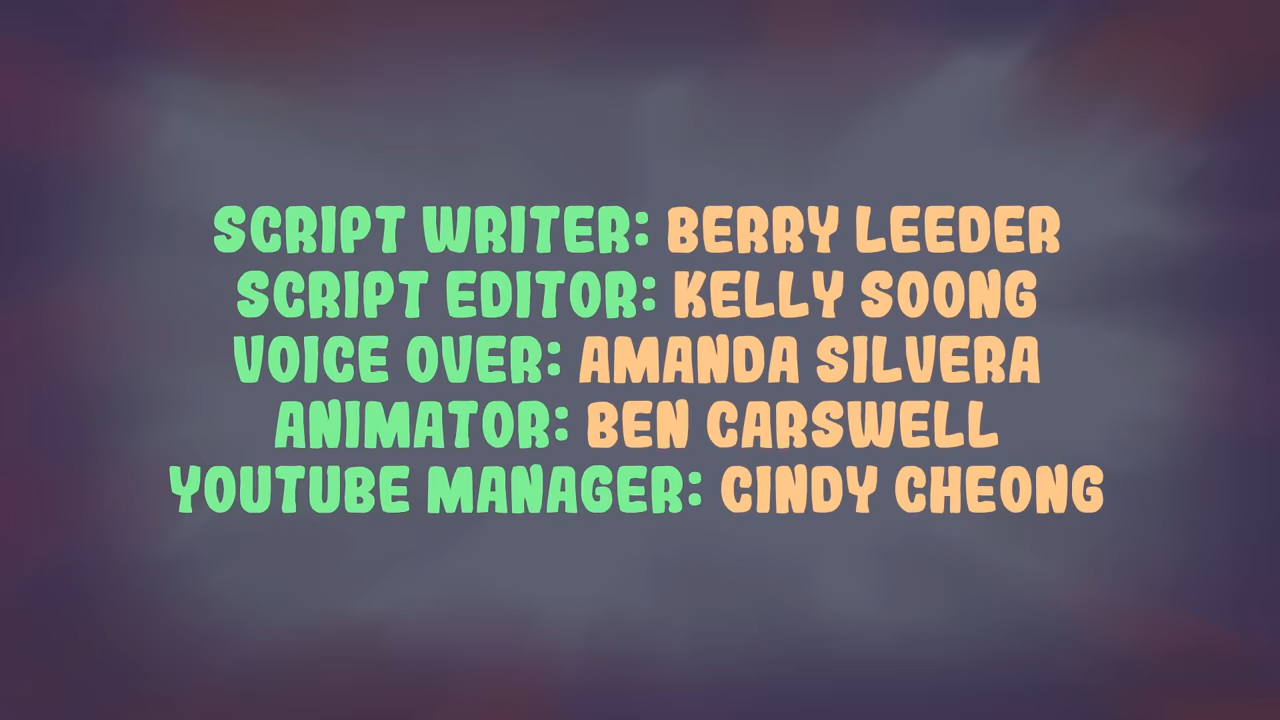 SCRIPT WRITER: BERRY LEEDER
SCRIPT EDITOR: KELLY SOONG
VOICE OVER: AMANDA SILVERA
ANIMATOR: BEN CARSWELL
YOUTUBE MANAGER: CINDY CHEONG